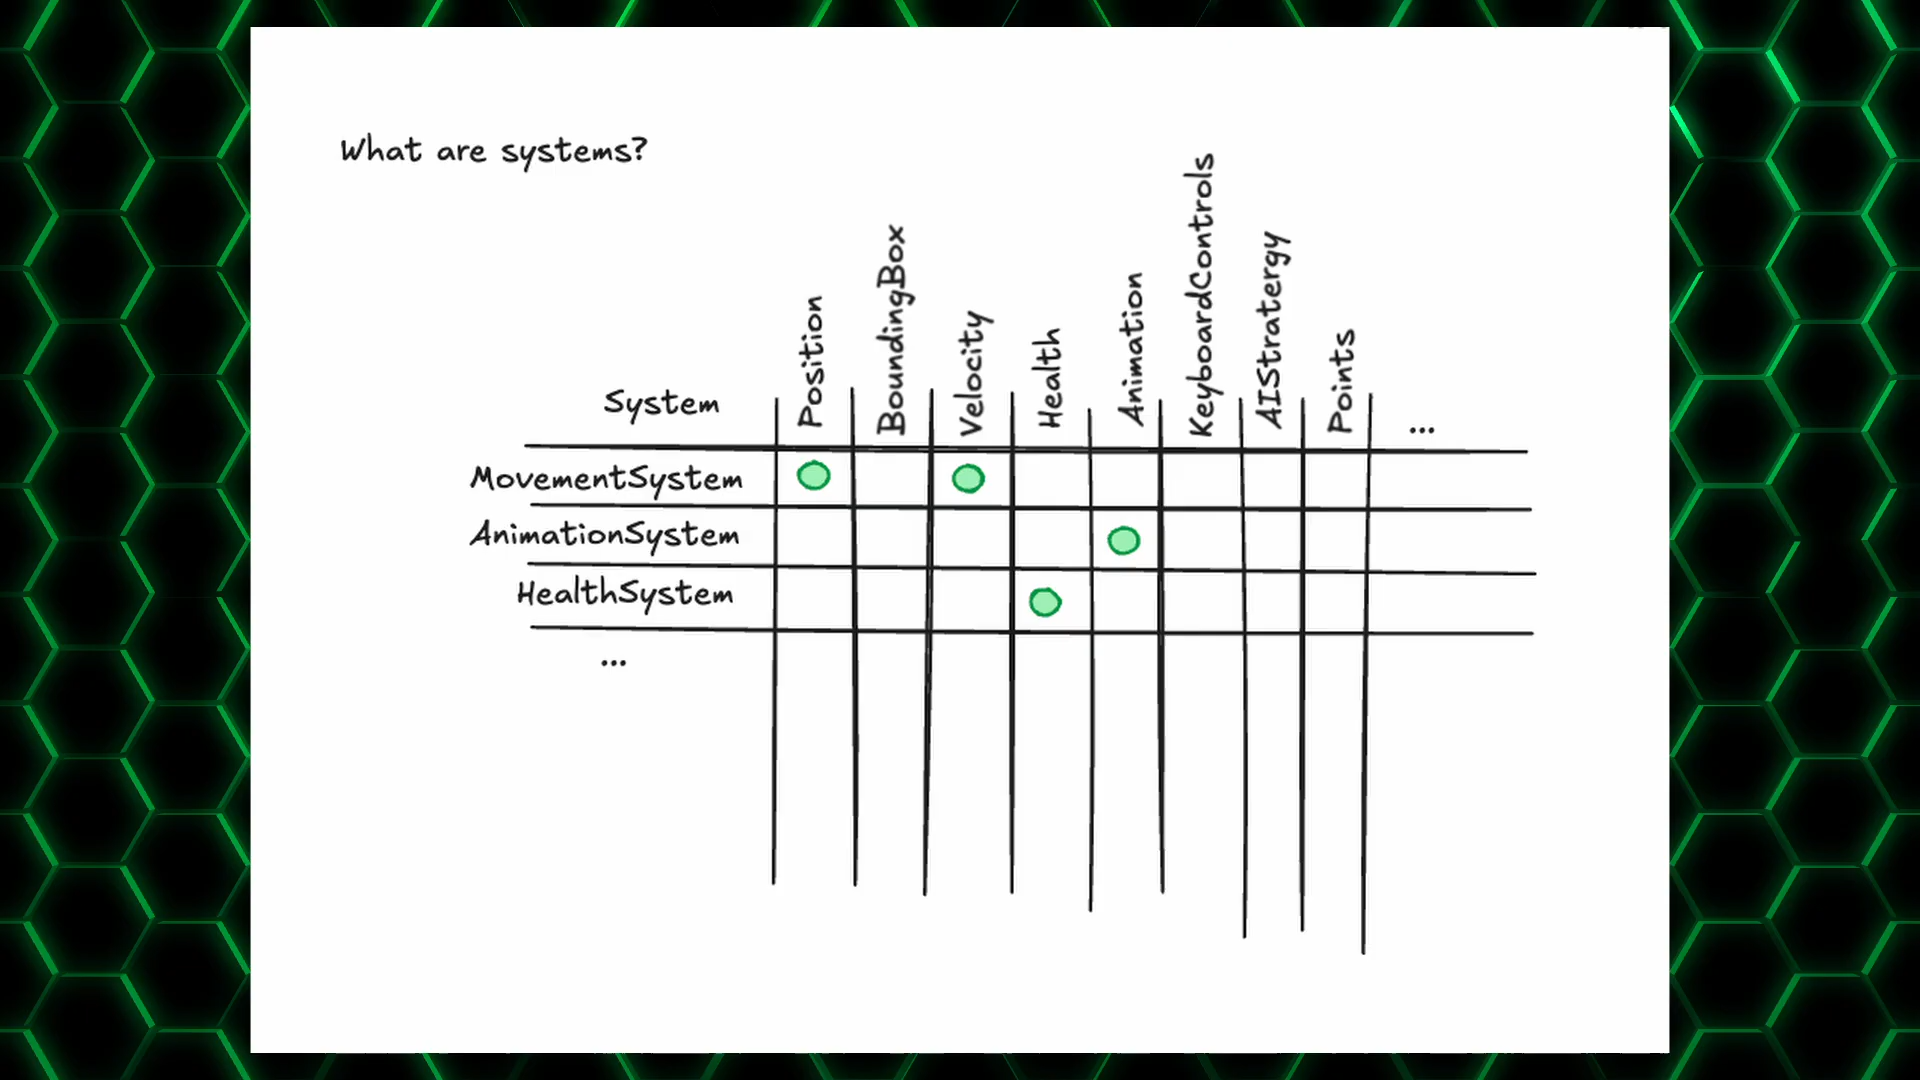 What are systems?
System
Position
BoundingBox
Velocity
Health
Animation
KeyboardControls
AIStratergy
Points
...
MovementSystem
AnimationSystem
HealthSystem
...